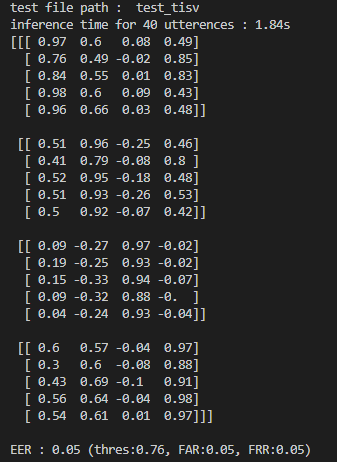 test file path :  test_tisv
inference time for 40 utterences : 1.84s
[[[ 0.97  0.6   0.08  0.49]
  [ 0.76  0.49 -0.02  0.85]
  [ 0.84  0.55  0.01  0.83]
  [ 0.98  0.6   0.09  0.43]
  [ 0.96  0.66  0.03  0.48]]
 [[ 0.51  0.96 -0.25  0.46]
  [ 0.41  0.79 -0.08  0.8 ]
  [ 0.52  0.95 -0.18  0.48]
  [ 0.51  0.93 -0.26  0.53]
  [ 0.5   0.92 -0.07  0.42]]
 [[ 0.09 -0.27  0.97 -0.02]
  [ 0.19 -0.25  0.93 -0.02]
  [ 0.15 -0.33  0.94 -0.07]
  [ 0.09 -0.32  0.88 -0.  ]
  [ 0.04 -0.24  0.93 -0.04]]
 [[ 0.6   0.57 -0.04  0.97]
  [ 0.3   0.6  -0.08  0.88]
  [ 0.43  0.69 -0.1   0.91]
  [ 0.56  0.64 -0.04  0.98]
  [ 0.54  0.61  0.01  0.97]]]
EER : 0.05 (thres:0.76, FAR:0.05, FRR:0.05)